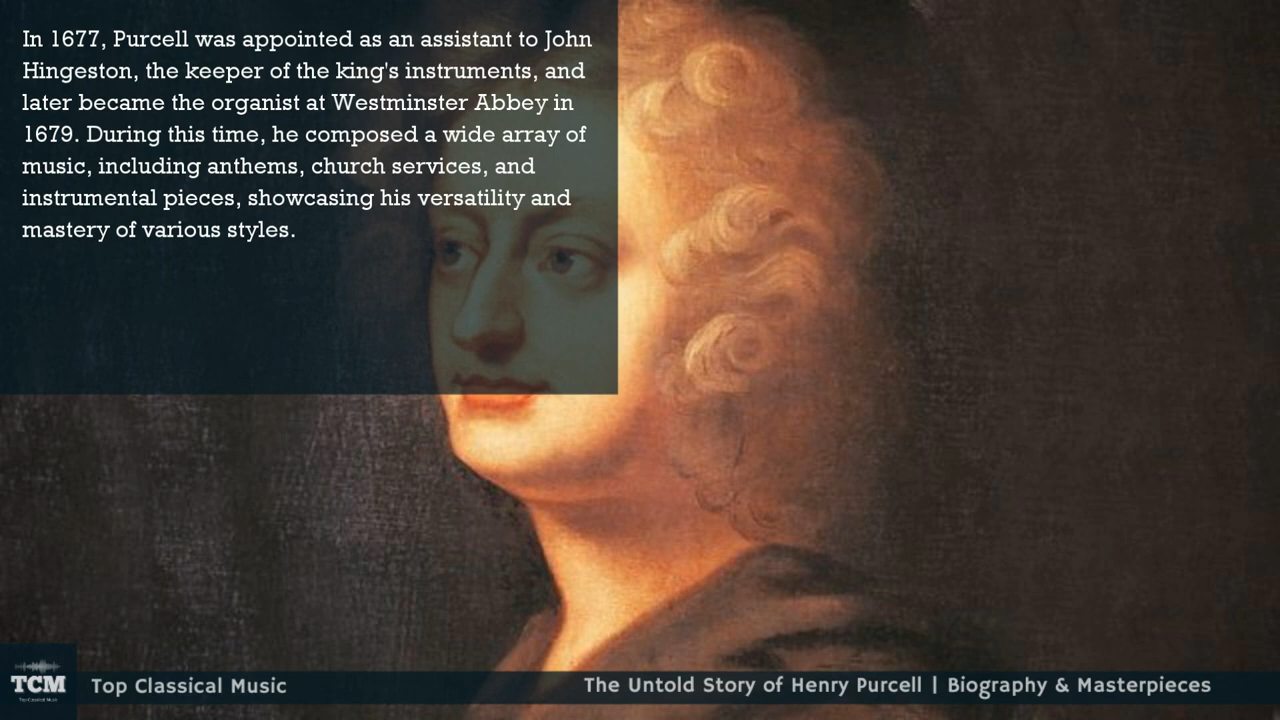 In 1677, Purcell was appointed as an assistant to John
Hingeston, the keeper of the king's instruments, and
later became the organist at Westminster Abbey in
1679. During this time, he composed a wide array of
music, including anthems, church services, and
instrumental pieces, showcasing his versatility and
mastery of various styles.
TCM
Top Classical Music
Top Classical Music
The Untold Story of Henry Purcell | Biography & Masterpieces